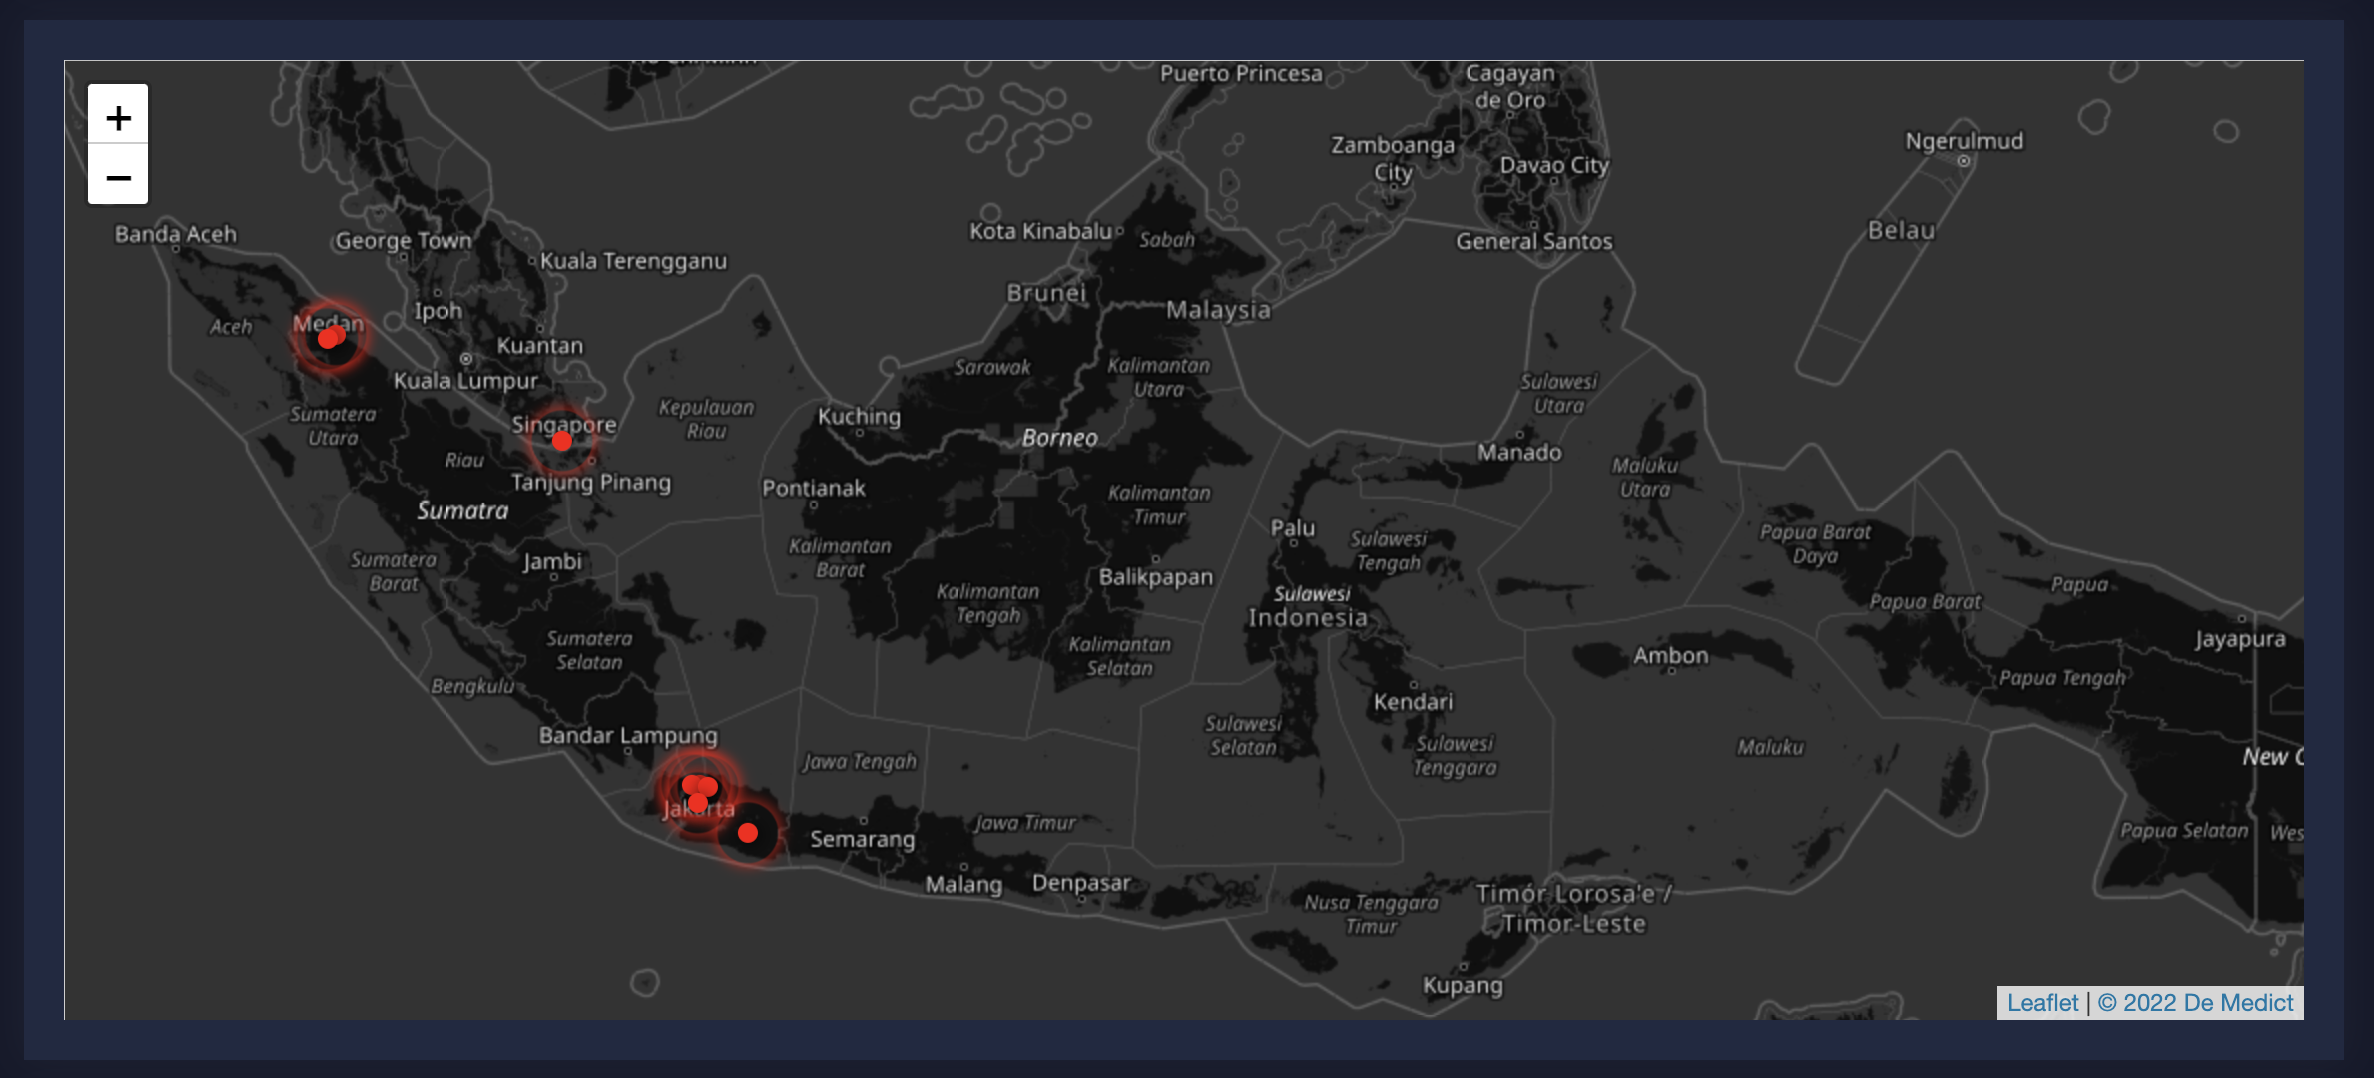 +
−
Puerto Princesa
Cagayan
de Oro
Zamboanga
City
Davao City
General Santos
Ngerulmud
Belau
Banda Aceh
George Town
Kuala Terengganu
Kota Kinabalu
Sabah
Brunei
Malaysia
Aceh
Medan
Ipoh
Kuantan
Kuala Lumpur
Sarawak
Kalimantan
Utara
Sumatera
Utara
Singapore
Kepulauan
Riau
Kuching
Borneo
Sulawesi
Utara
Manado
Maluku
Utara
Riau
Tanjung Pinang
Pontianak
Kalimantan
Timur
Sumatra
Palu
Sulawesi
Tengah
Papua Barat
Daya
Sumatera
Barat
Jambi
Kalimantan
Barat
Balikpapan
Kalimantan
Tengah
Sulawesi
Indonesia
Papua Barat
Papua
Jayapura
Sumatera
Selatan
Kalimantan
Selatan
Ambon
Papua Tengah
Bengkulu
Kendari
Bandar Lampung
Sulawesi
Selatan
Sulawesi
Tenggara
Maluku
New G
Jawa Tengah
Jakarta
Semarang
Jawa Timur
Papua Selatan
Wes
Malang
Denpasar
Nusa Tenggara
Timur
Timór Lorosa'e /
Timor-Leste
Kupang
Leaflet | © 2022 De Medict